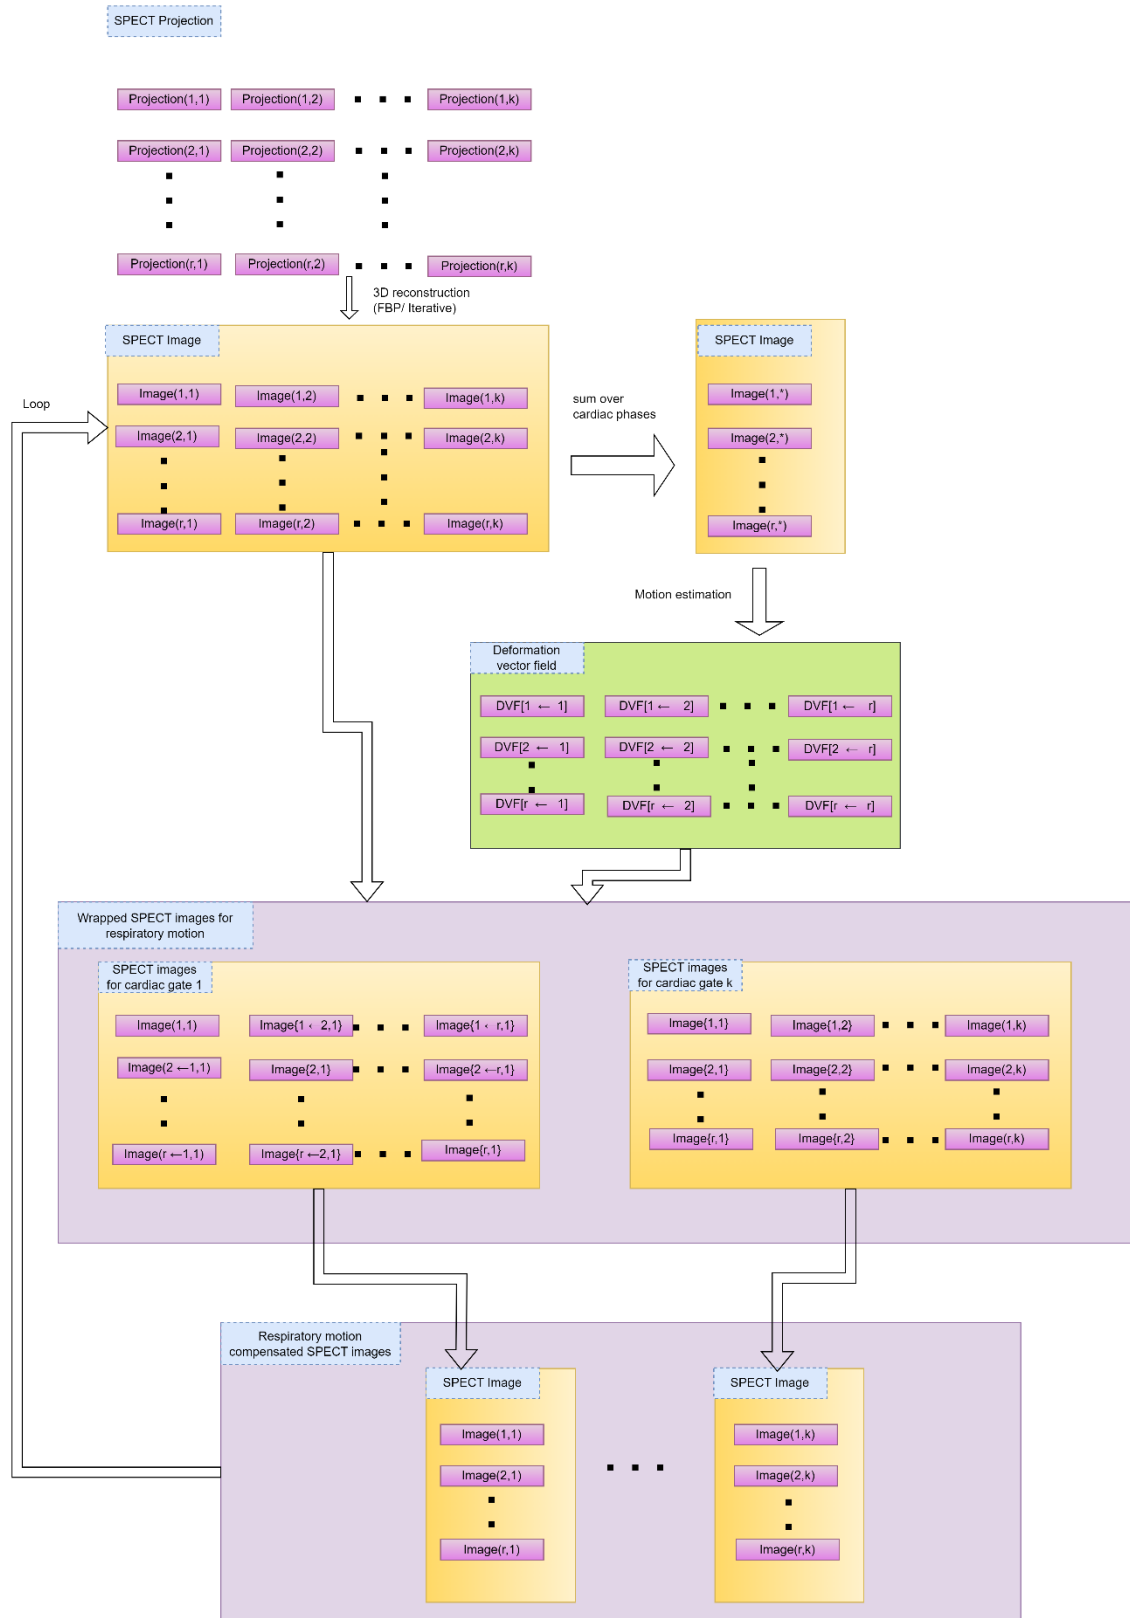 SPECT Projection
Projection(1,1) Projection(1,2) Projection(1,k)
Projection(2,1) Projection(2,2) Projection(2,k)
Projection(r,1) Projection(r,2) Projection(r,k)
3D reconstruction
(FBP/ Iterative)
SPECT Image
Image(1,1) Image(1,2) Image(1,k)
Image(2,1) Image(2,2) Image(2,k)
Image(r,1) Image(r,2) Image(r,k)
Loop
sum over
cardiac phases
SPECT Image
Image(1,*)
Image(2,*)
Image(r,*)
Motion estimation
Deformation
vector field
DVF[1 ← 1] DVF[1 ← 2] DVF[1 ← r]
DVF[2 ← 1] DVF[2 ← 2] DVF[2 ← r]
DVF[r ← 1] DVF[r ← 2] DVF[r ← r]
Wrapped SPECT images for
respiratory motion
SPECT images
for cardiac gate 1
Image(1,1) Image{1 ← 2,1} Image{1 ← r,1}
Image(2 ←1,1) Image{2,1} Image{2 ←r,1}
Image(r ←1,1) Image{r ←2,1} Image{r,1}
SPECT images
for cardiac gate k
Image{1,1} Image{1,2} Image(1,k)
Image{2,1} Image{2,2} Image(2,k)
Image{r,1} Image{r,2} Image(r,k)
Respiratory motion
compensated SPECT images
SPECT Image
Image(1,1)
Image(2,1)
Image(r,1)
SPECT Image
Image(1,k)
Image(2,k)
Image(r,k)